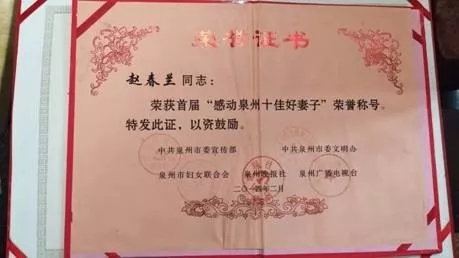 荣誉证书
赵春兰 同志：
荣获首届“感动泉州十佳好妻子”荣誉称号。
特发此证，以资鼓励。
中共泉州市委宣传部 中共泉州市委文明办
泉州市妇女联合会 泉州晚报社 泉州广播电视台
二〇一四年二月